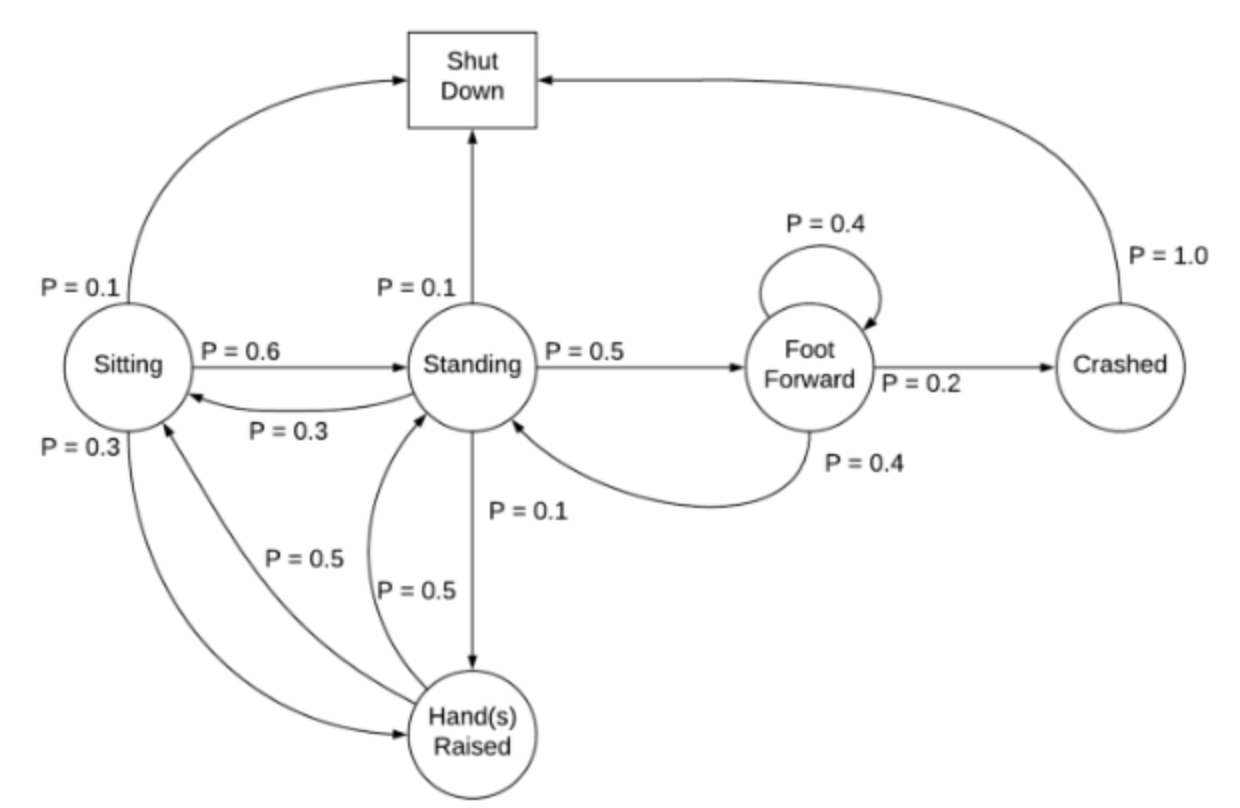 Shut
Down
P = 0.4
P = 1.0
P = 0.1
P = 0.1
Sitting
P = 0.6
Standing
P = 0.5
Foot
Forward
P = 0.2
Crashed
P = 0.3
P = 0.3
P = 0.4
P = 0.1
P = 0.5
P = 0.5
Hand(s)
Raised